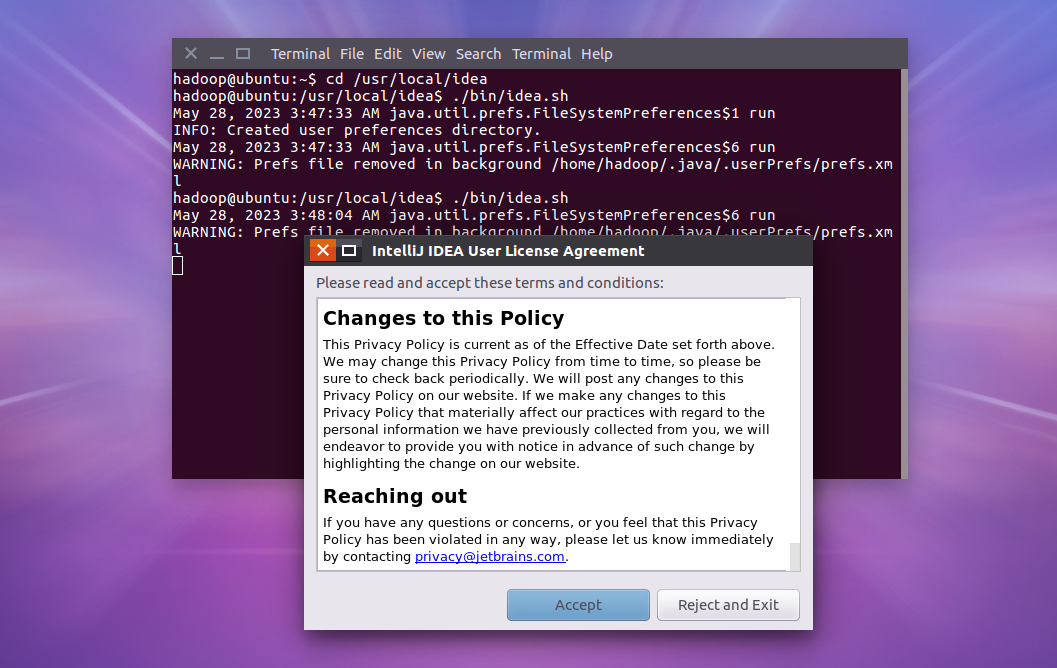 Terminal File Edit View Search Terminal Help
hadoop@ubuntu:~$ cd /usr/local/idea
hadoop@ubuntu:/usr/local/idea$ ./bin/idea.sh
May 28, 2023 3:47:33 AM java.util.prefs.FileSystemPreferences$1 run
INFO: Created user preferences directory.
May 28, 2023 3:47:33 AM java.util.prefs.FileSystemPreferences$6 run
WARNING: Prefs file removed in background /home/hadoop/.java/.userPrefs/prefs.xm
l
hadoop@ubuntu:/usr/local/idea$ ./bin/idea.sh
May 28, 2023 3:48:04 AM java.util.prefs.FileSystemPreferences$6 run
WARNING: Prefs file removed in background /home/hadoop/.java/.userPrefs/prefs.xm
l
IntelliJ IDEA User License Agreement
Please read and accept these terms and conditions:
Changes to this Policy
This Privacy Policy is current as of the Effective Date set forth above.
We may change this Privacy Policy from time to time, so please be
sure to check back periodically. We will post any changes to this
Privacy Policy on our website. If we make any changes to this
Privacy Policy that materially affect our practices with regard to the
personal information we have previously collected from you, we will
endeavor to provide you with notice in advance of such change by
highlighting the change on our website.
Reaching out
If you have any questions or concerns, or you feel that this Privacy
Policy has been violated in any way, please let us know immediately
by contacting privacy@jetbrains.com.
Accept
Reject and Exit